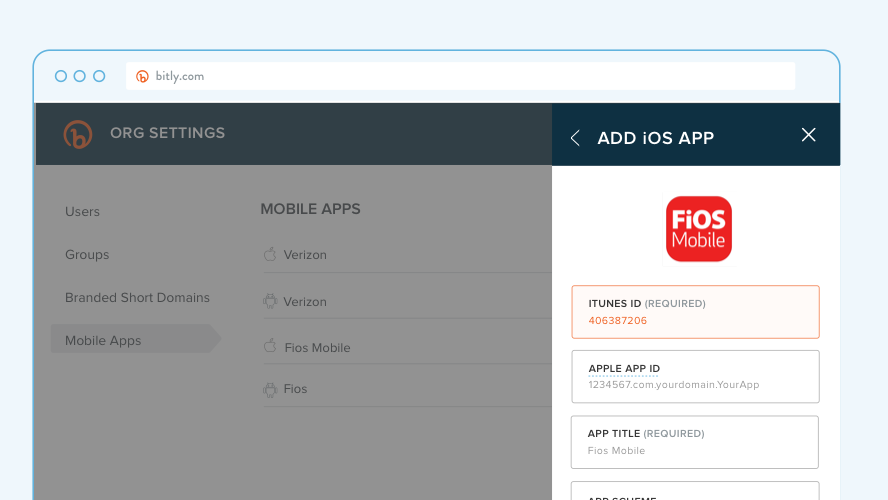 bitly.com
ORG SETTINGS
ADD iOS APP
Users
Groups
Branded Short Domains
Mobile Apps
MOBILE APPS
Verizon
Verizon
Fios Mobile
Fios
FiOS
Mobile
ITUNES ID (REQUIRED)
406387206
APPLE APP ID
1234567.com.yourdomain.YourApp
APP TITLE (REQUIRED)
Fios Mobile
APP SCHEME